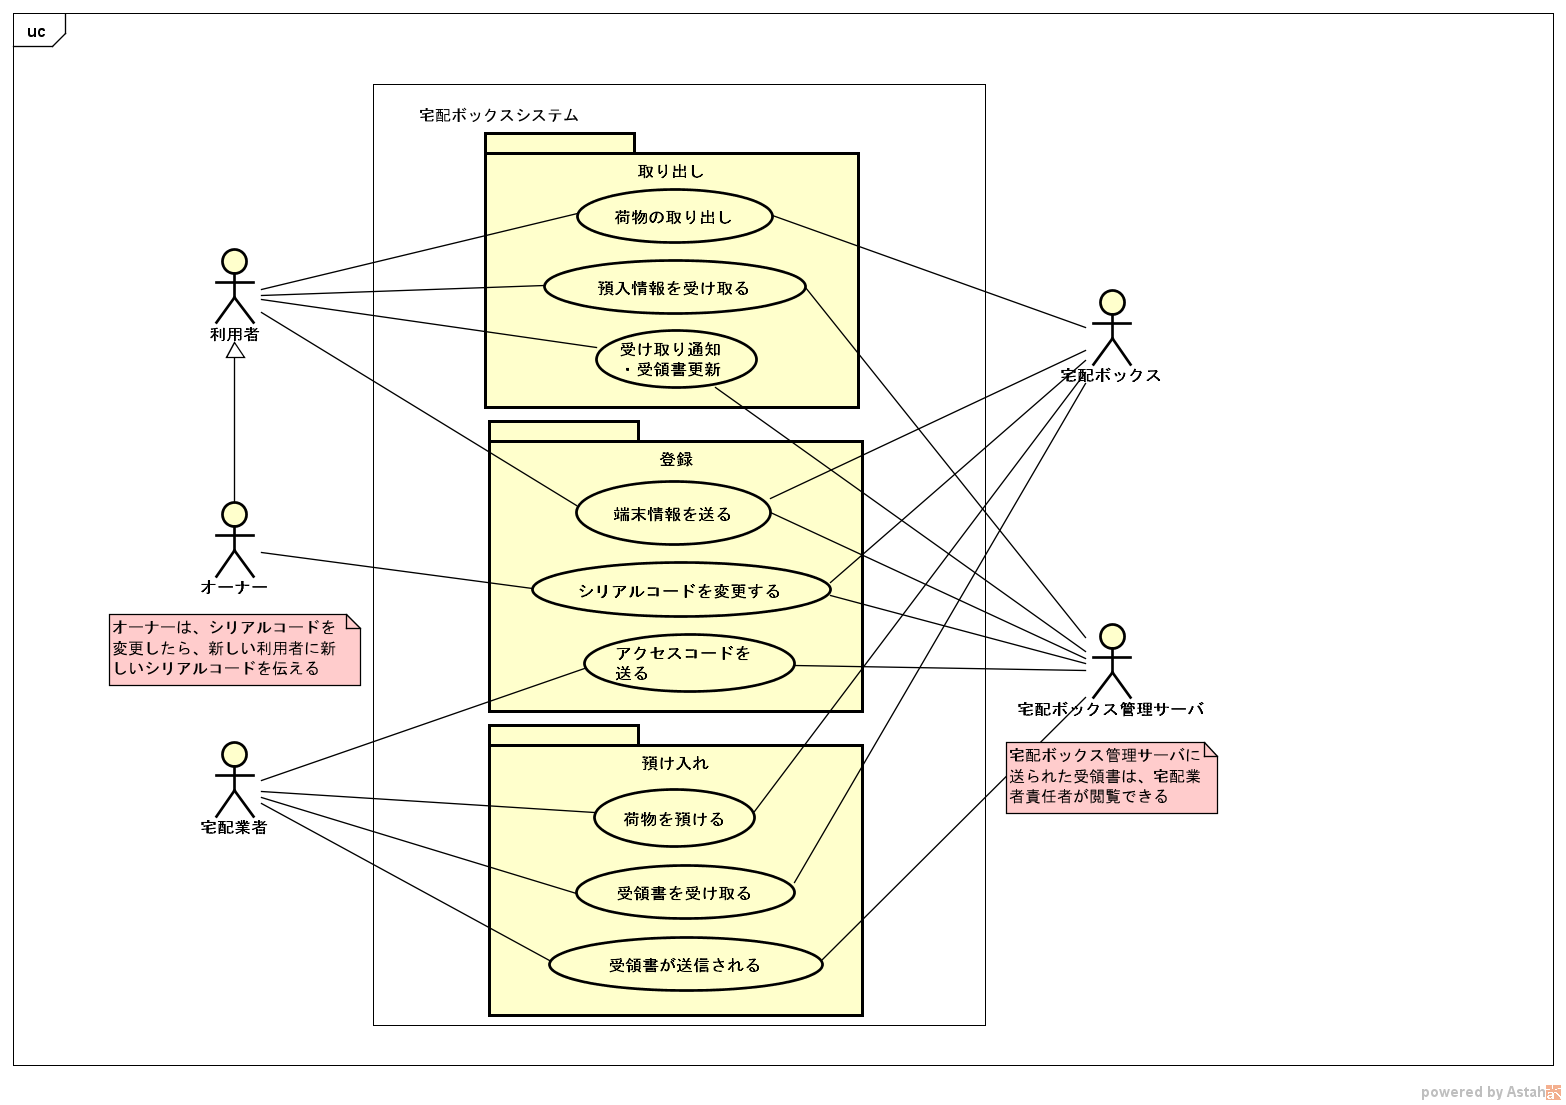 uc
宅配ボックスシステム
取り出し
荷物の取り出し
預入情報を受け取る
受け取り通知
・受領書更新
利用者
宅配ボックス
登録
端末情報を送る
シリアルコードを変更する
アクセスコードを
送る
オーナー
オーナーは、シリアルコードを
変更したら、新しい利用者に新
しいシリアルコードを伝える
宅配ボックス管理サーバ
宅配ボックス管理サーバに
送られた受領書は、宅配業
者責任者が閲覧できる
預け入れ
荷物を預ける
受領書を受け取る
受領書が送信される
宅配業者
powered by Astah